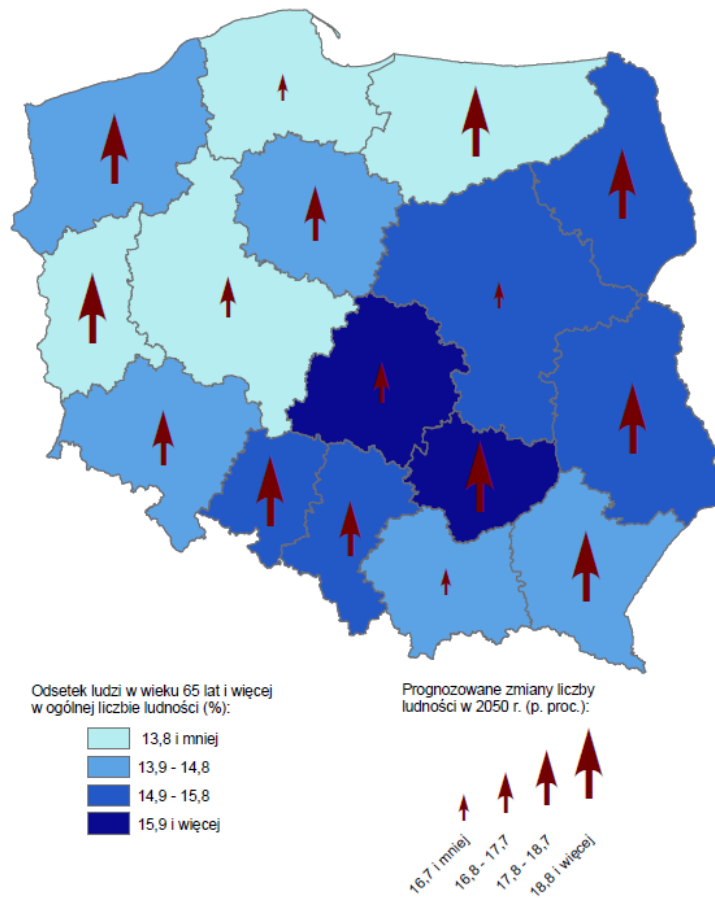 Odsetek ludzi w wieku 65 lat i więcej
w ogólnej liczbie ludności (%):
13,8 i mniej
13,9 - 14,8
14,9 - 15,8
15,9 i więcej
Prognozowane zmiany liczby
ludności w 2050 r. (p. proc.):
16,7 i mniej
16,8 - 17,7
17,8 - 18,7
18,8 i więcej